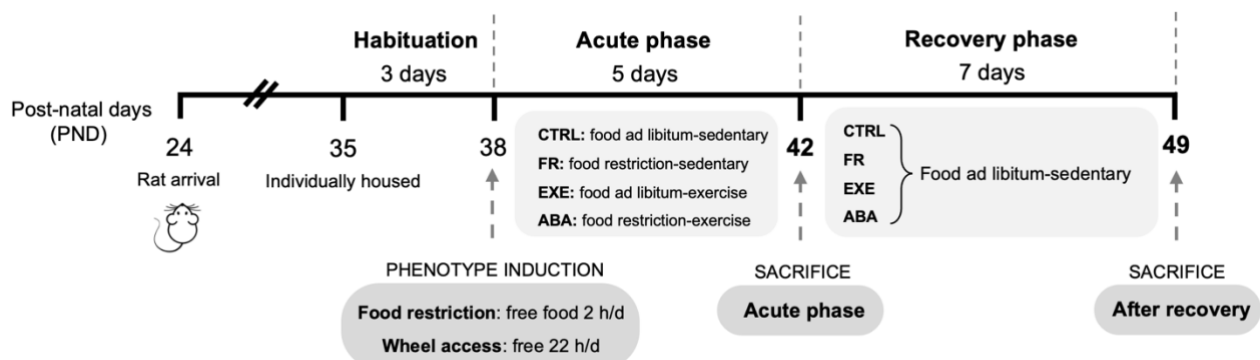 Habituation
3 days
Acute phase
5 days
Recovery phase
7 days
Post-natal days
(PND)
24
Rat arrival
35
Individually housed
38
CTRL: food ad libitum-sedentary
FR: food restriction-sedentary
EXE: food ad libitum-exercise
ABA: food restriction-exercise
42
CTRL
FR
EXE
ABA
Food ad libitum-sedentary
49
PHENOTYPE INDUCTION
Food restriction: free food 2 h/d
Wheel access: free 22 h/d
SACRIFICE
Acute phase
SACRIFICE
After recovery